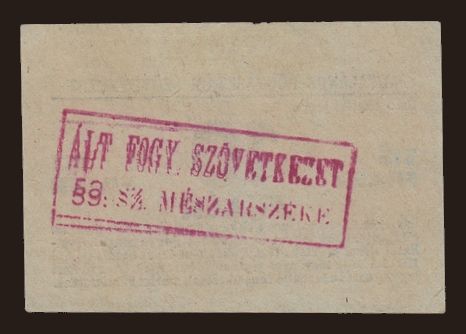 ÁLT FOGY. SZÖVETKEZET
59. SZ. MÉSZÁRSZÉKE